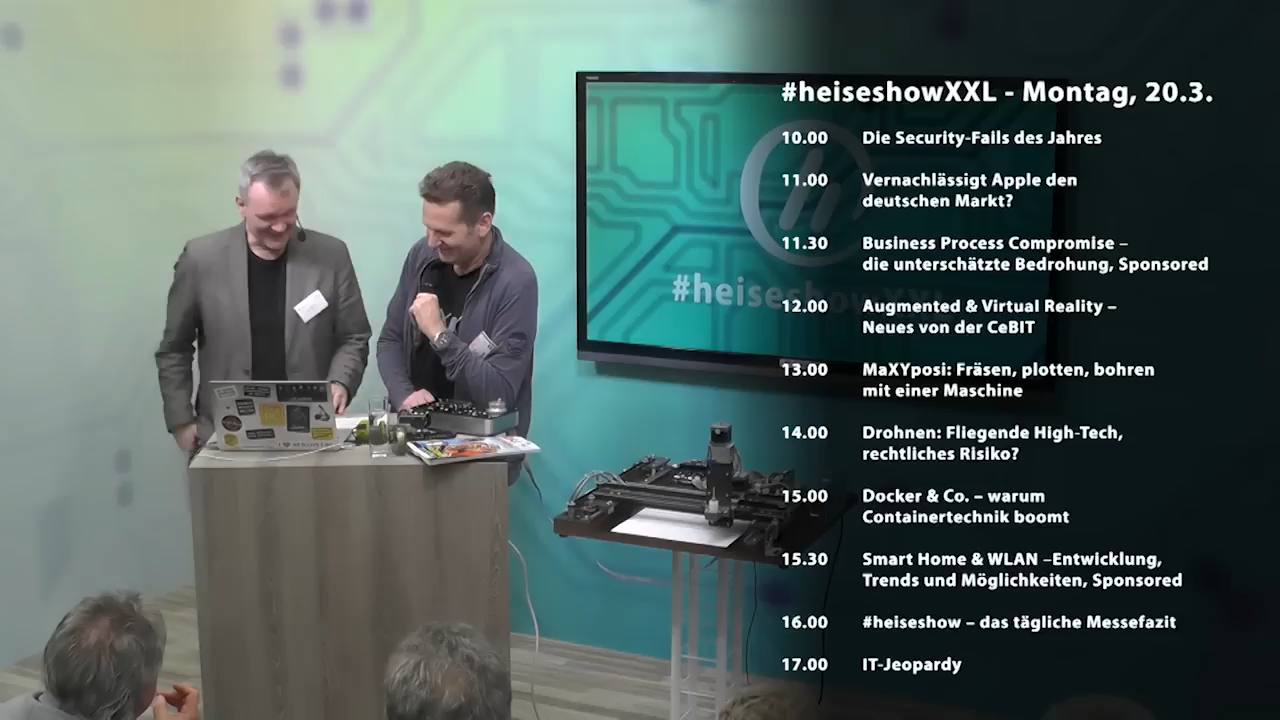 #heiseshowXXL - Montag, 20.3.
10.00 Die Security-Fails des Jahres
11.00 Vernachlässigt Apple den
deutschen Markt?
11.30 Business Process Compromise –
die unterschätzte Bedrohung, Sponsored
12.00 Augmented & Virtual Reality –
Neues von der CeBIT
13.00 MaXYposi: Fräsen, plotten, bohren
mit einer Maschine
14.00 Drohnen: Fliegende High-Tech,
rechtliches Risiko?
15.00 Docker & Co. – warum
Containertechnik boomt
15.30 Smart Home & WLAN –Entwicklung,
Trends und Möglichkeiten, Sponsored
16.00 #heiseshow – das tägliche Messefazit
17.00 IT-Jeopardy
#heiseshowXXL